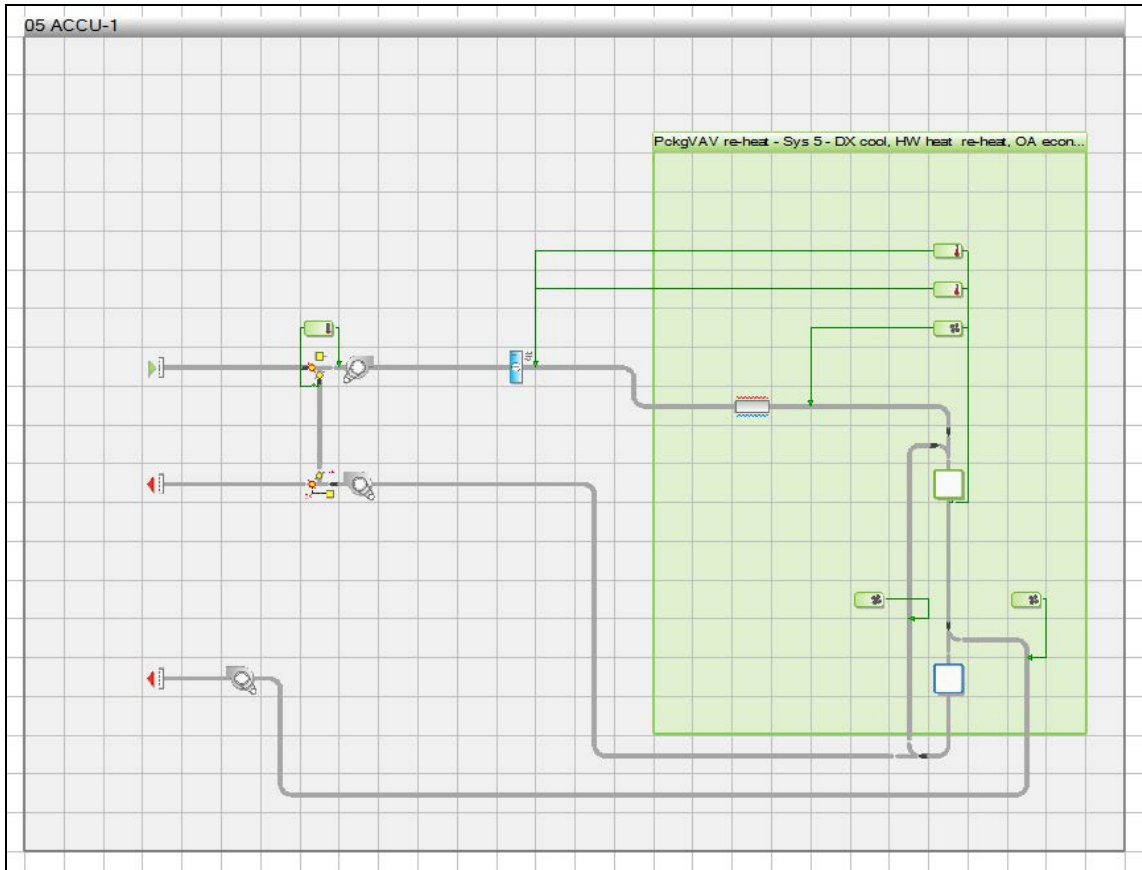 05 ACCU-1
PckgVAV re-heat - Sys 5 - DX cool, HW heat re-heat, OA econ...